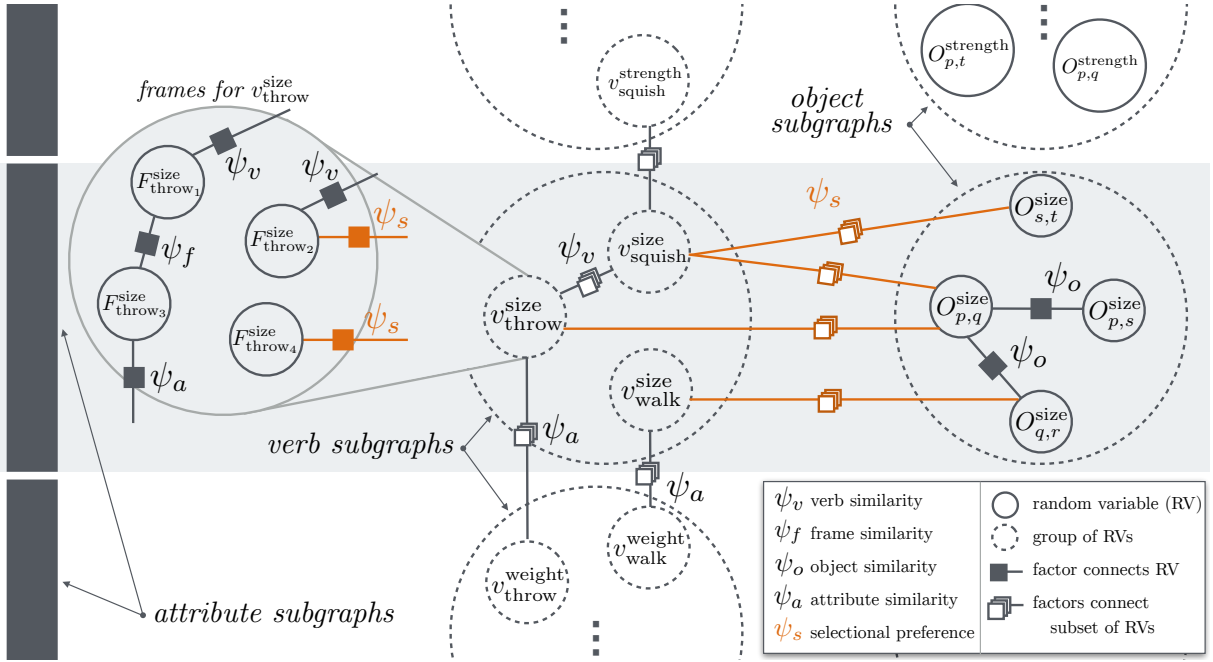 frames for v^size_throw
F^size_throw₁
ψ_v
ψ_v
F^size_throw₂
ψ_s
ψ_f
F^size_throw₃
F^size_throw₄
ψ_s
ψ_a
v^strength_squish
O^strength_p,t
O^strength_p,q
object
subgraphs
ψ_s
O^size_s,t
ψ_v
v^size_squish
v^size_throw
O^size_p,q
ψ_o
O^size_p,s
ψ_o
v^size_walk
O^size_q,r
verb subgraphs
ψ_a
ψ_a
v^weight_walk
v^weight_throw
attribute subgraphs
ψ_v verb similarity
ψ_f frame similarity
ψ_o object similarity
ψ_a attribute similarity
ψ_s selectional preference
random variable (RV)
group of RVs
factor connects RV
factors connect
subset of RVs